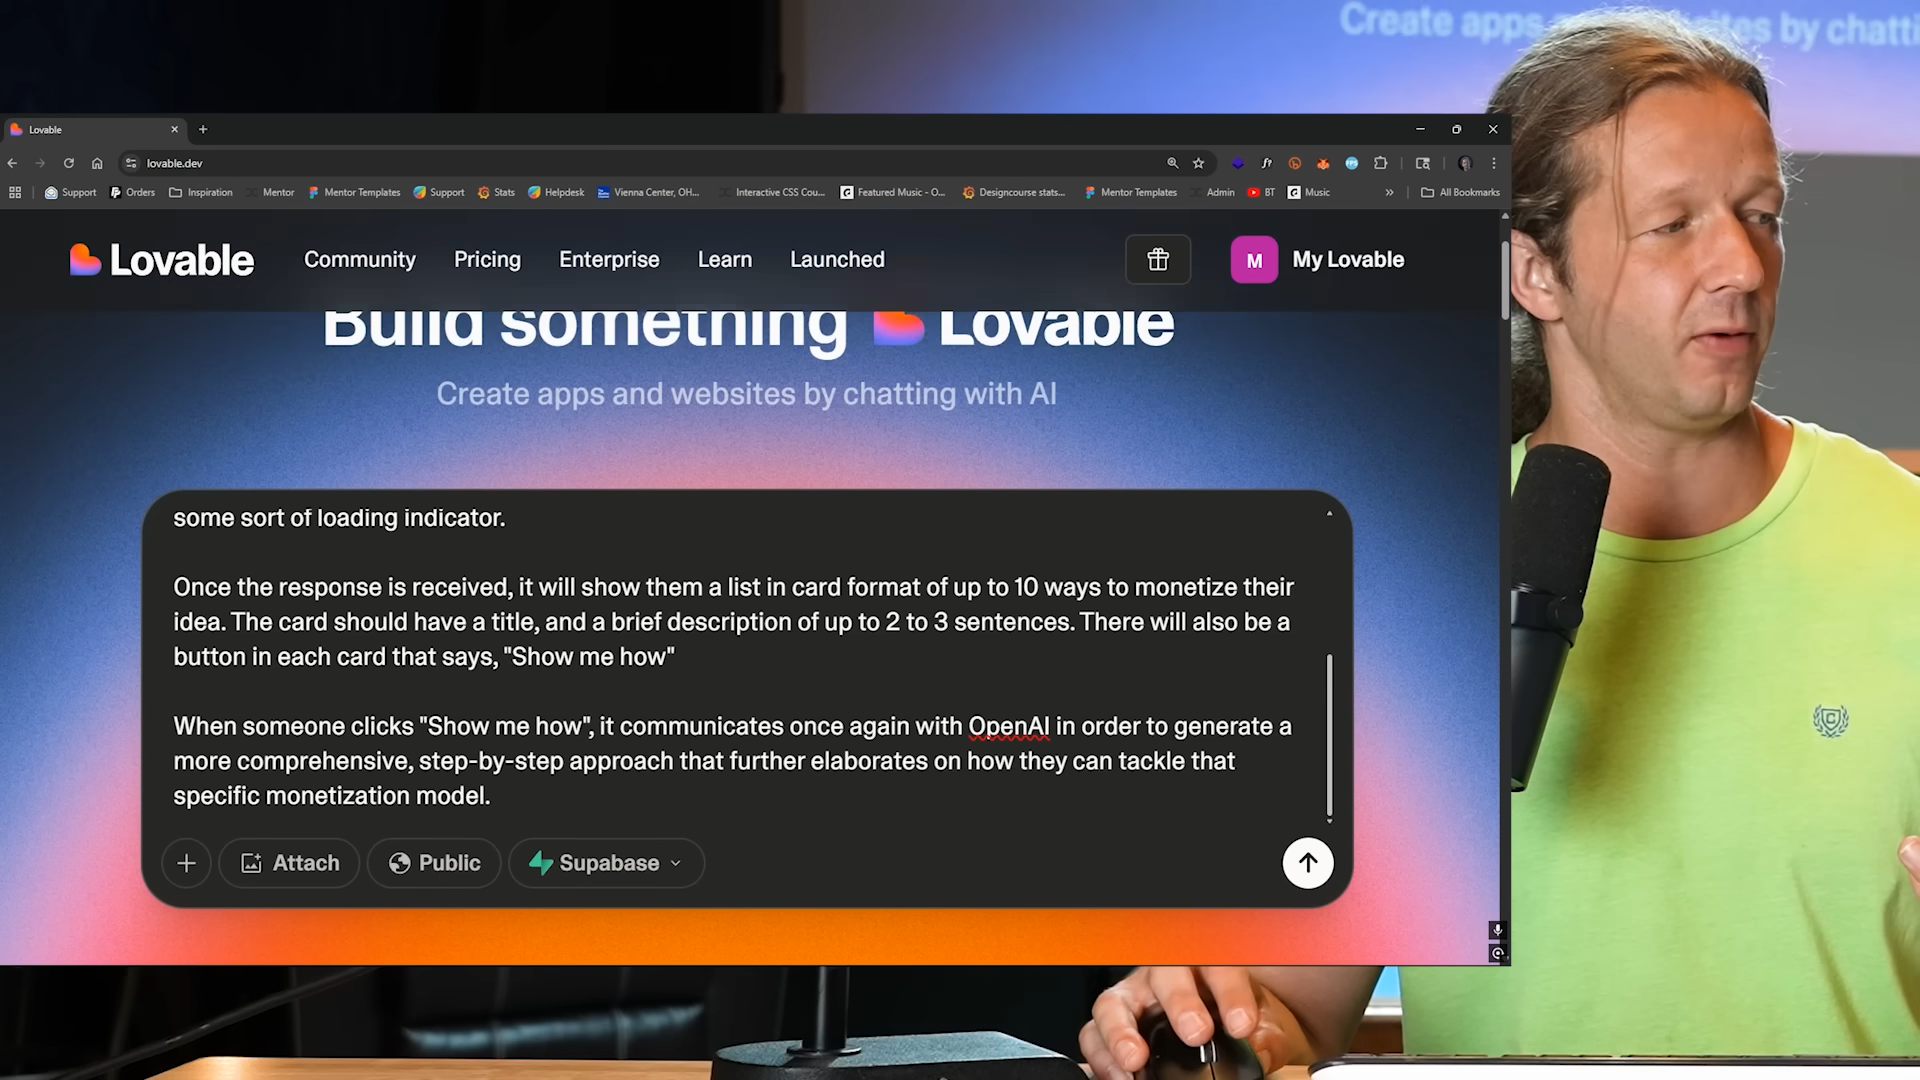 Create apps and websites by chatti
Lovable
lovable.dev
Support
Orders
Inspiration
Mentor
Mentor Templates
Support
Stats
Helpdesk
Vienna Center, OH...
Interactive CSS Cou...
Featured Music - O...
Designcourse stats...
Mentor Templates
Admin
BT
Music
»
All Bookmarks
Lovable
Community
Pricing
Enterprise
Learn
Launched
M
My Lovable
Build something Lovable
Create apps and websites by chatting with AI
some sort of loading indicator.
Once the response is received, it will show them a list in card format of up to 10 ways to monetize their
idea. The card should have a title, and a brief description of up to 2 to 3 sentences. There will also be a
button in each card that says, "Show me how"
When someone clicks "Show me how", it communicates once again with OpenAI in order to generate a
more comprehensive, step-by-step approach that further elaborates on how they can tackle that
specific monetization model.
Attach
Public
Supabase